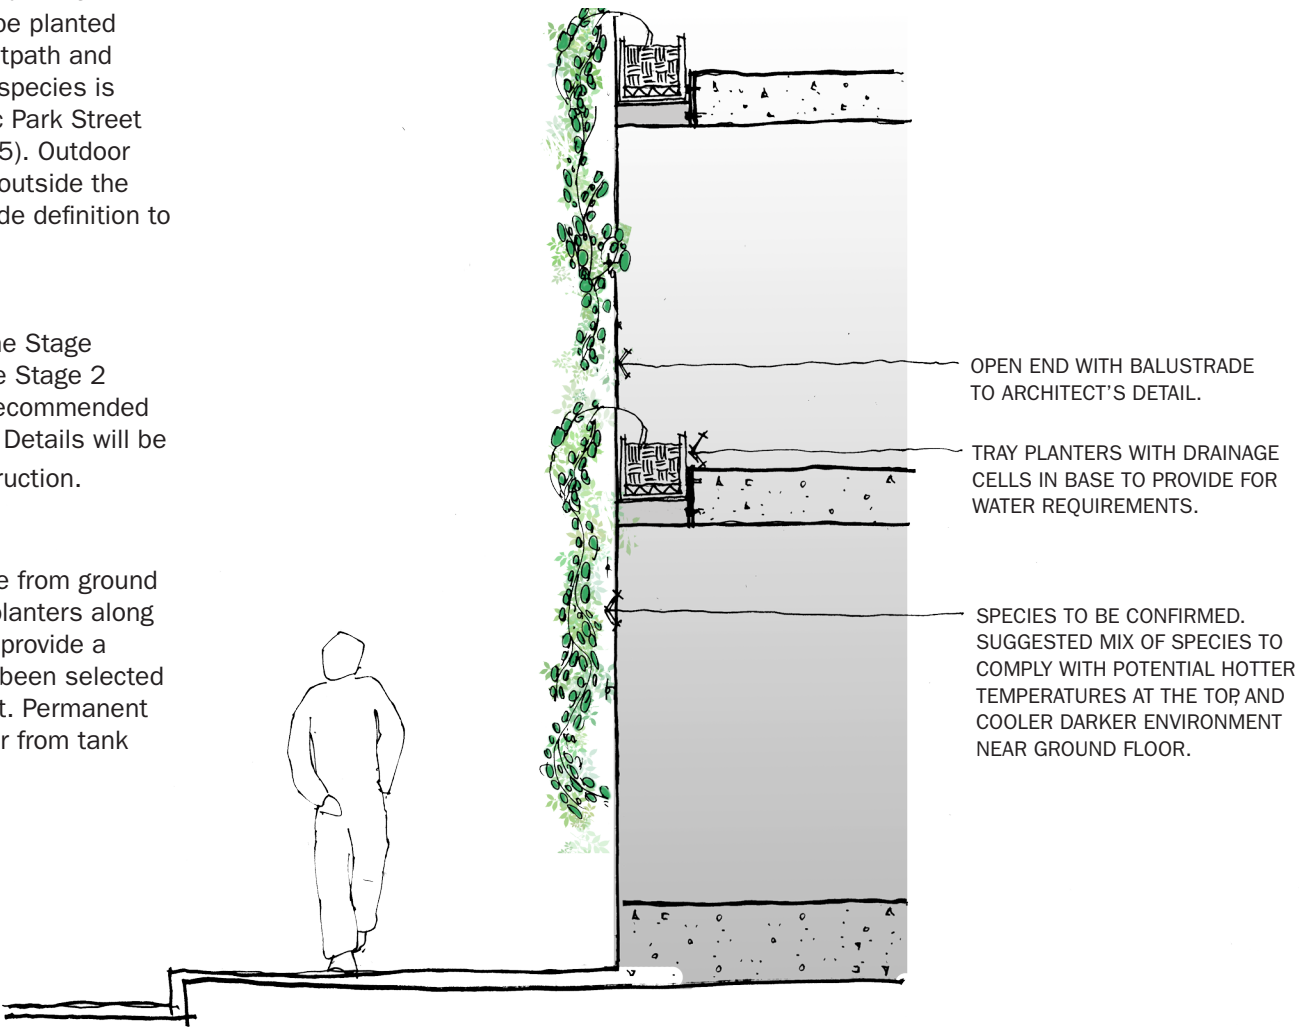 be planted
tpath and
species is
c Park Street
5). Outdoor
outside the
de definition to
e Stage
e Stage 2
ecommended
Details will be
ruction.
e from ground
planters along
provide a
been selected
t. Permanent
r from tank
OPEN END WITH BALUSTRADE
TO ARCHITECT'S DETAIL.
TRAY PLANTERS WITH DRAINAGE
CELLS IN BASE TO PROVIDE FOR
WATER REQUIREMENTS.
SPECIES TO BE CONFIRMED.
SUGGESTED MIX OF SPECIES TO
COMPLY WITH POTENTIAL HOTTER
TEMPERATURES AT THE TOP, AND
COOLER DARKER ENVIRONMENT
NEAR GROUND FLOOR.